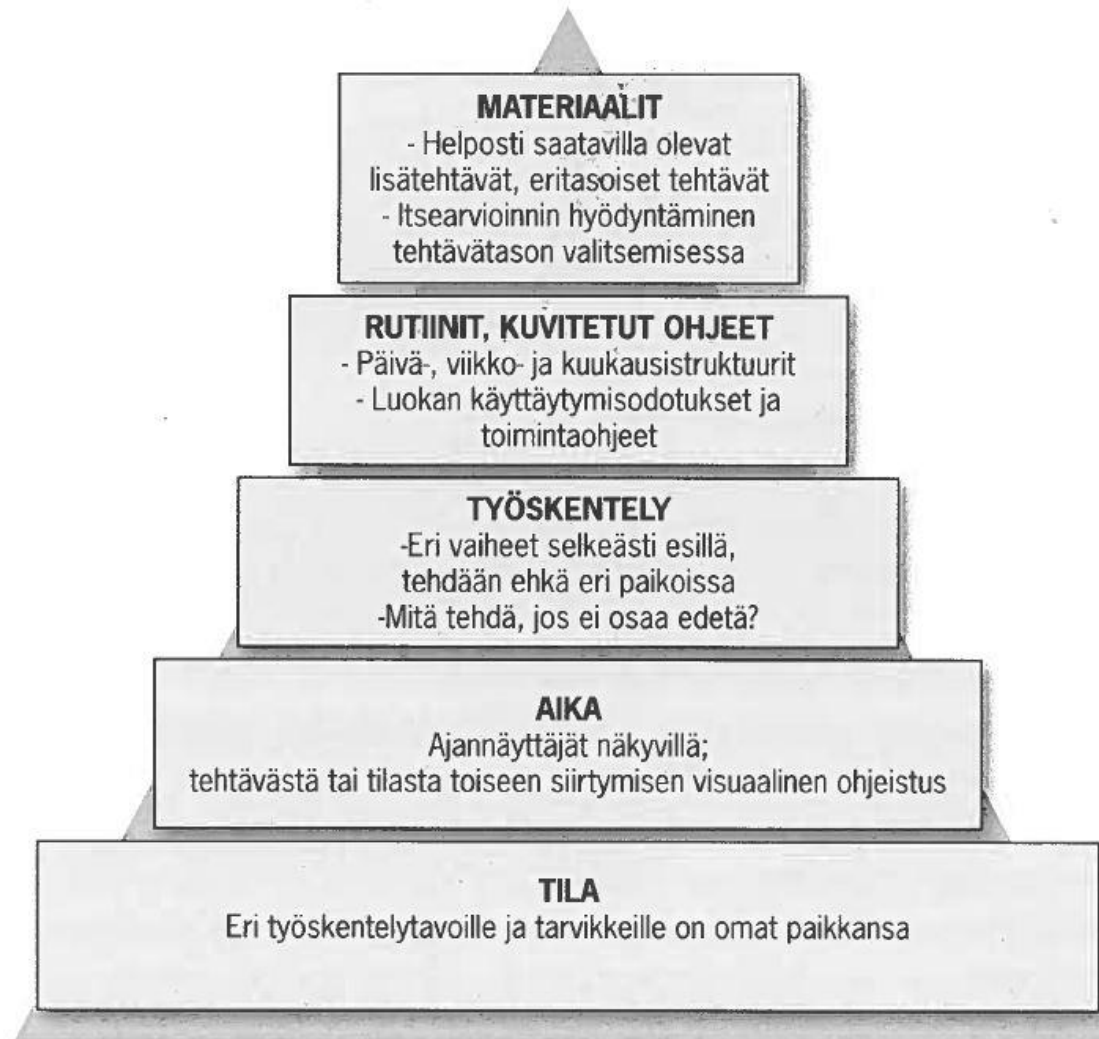 MATERIAALIT
- Helposti saatavilla olevat
lisätehtävät, eritasoiset tehtävät
- Itsearvioinnin hyödyntäminen
tehtävätason valitsemisessa
RUTIINIT, KUVITETUT OHJEET
- Päivä-, viikko- ja kuukausistruktuurit
- Luokan käyttäytymisodotukset ja
toimintaohjeet
TYÖSKENTELY
-Eri vaiheet selkeästi esillä,
tehdään ehkä eri paikoissa
-Mitä tehdä, jos ei osaa edetä?
AIKA
Ajannäyttäjät näkyvillä;
tehtävästä tai tilasta toiseen siirtymisen visuaalinen ohjeistus
TILA
Eri työskentelytavoille ja tarvikkeille on omat paikkansa